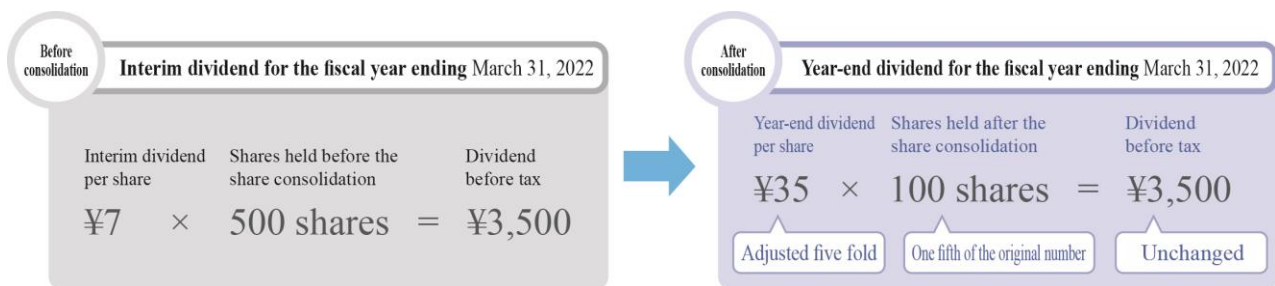 Before
consolidation
Interim dividend for the fiscal year ending March 31, 2022
Interim dividend
per share
Shares held before the
share consolidation
Dividend
before tax
¥7 × 500 shares = ¥3,500
After
consolidation
Year-end dividend for the fiscal year ending March 31, 2022
Year-end dividend
per share
Shares held after the
share consolidation
Dividend
before tax
¥35 × 100 shares = ¥3,500
Adjusted five fold
One fifth of the original number
Unchanged